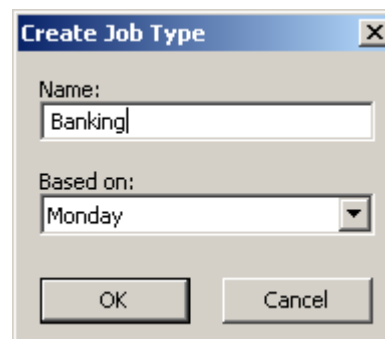 Create Job Type
Name:
Banking
Based on:
Monday
OK
Cancel